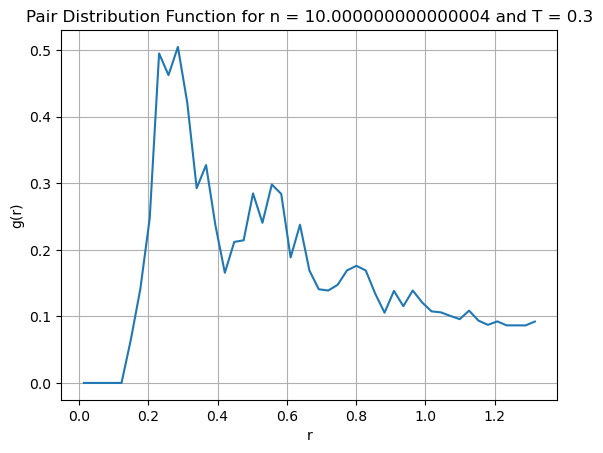 Pair Distribution Function for n = 10.000000000000004 and T = 0.3
0.5
0.4
0.3
0.2
0.1
0.0
g(r)
0.0 0.2 0.4 0.6 0.8 1.0 1.2
r